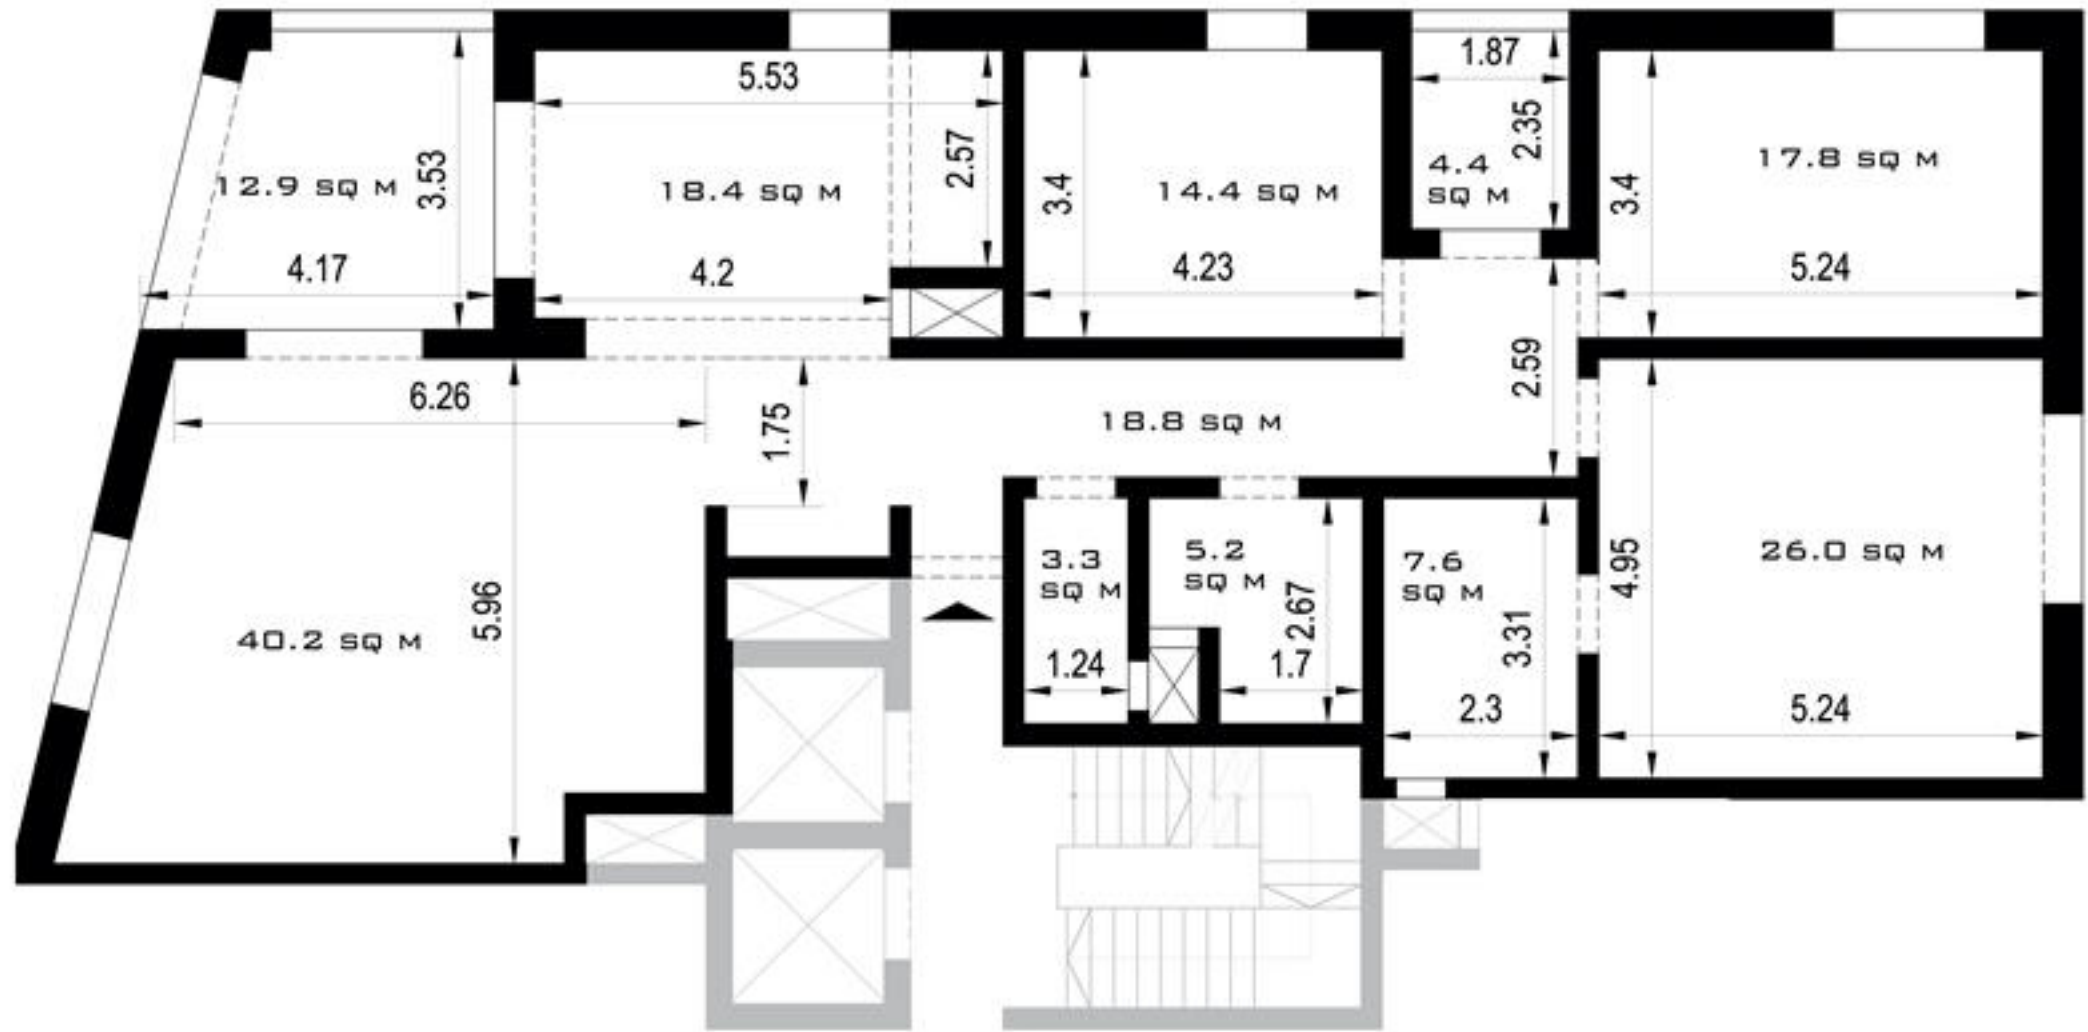 5.53
1.87
2.35
2.57
3.53
12.9 SQ M
18.4 SQ M
3.4
14.4 SQ M
4.4
SQ M
3.4
17.8 SQ M
4.17
4.2
4.23
5.24
6.26
1.75
18.8 SQ M
2.59
3.3
SQ M
5.2
SQ M
7.6
SQ M
4.95
26.0 SQ M
40.2 SQ M
5.96
1.24
2.67
1.7
3.31
2.3
5.24